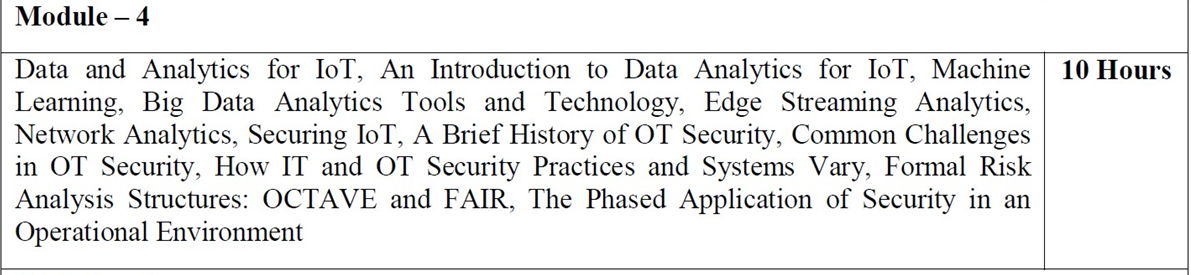 Module – 4
Data and Analytics for IoT, An Introduction to Data Analytics for IoT, Machine 10 Hours
Learning, Big Data Analytics Tools and Technology, Edge Streaming Analytics,
Network Analytics, Securing IoT, A Brief History of OT Security, Common Challenges
in OT Security, How IT and OT Security Practices and Systems Vary, Formal Risk
Analysis Structures: OCTAVE and FAIR, The Phased Application of Security in an
Operational Environment